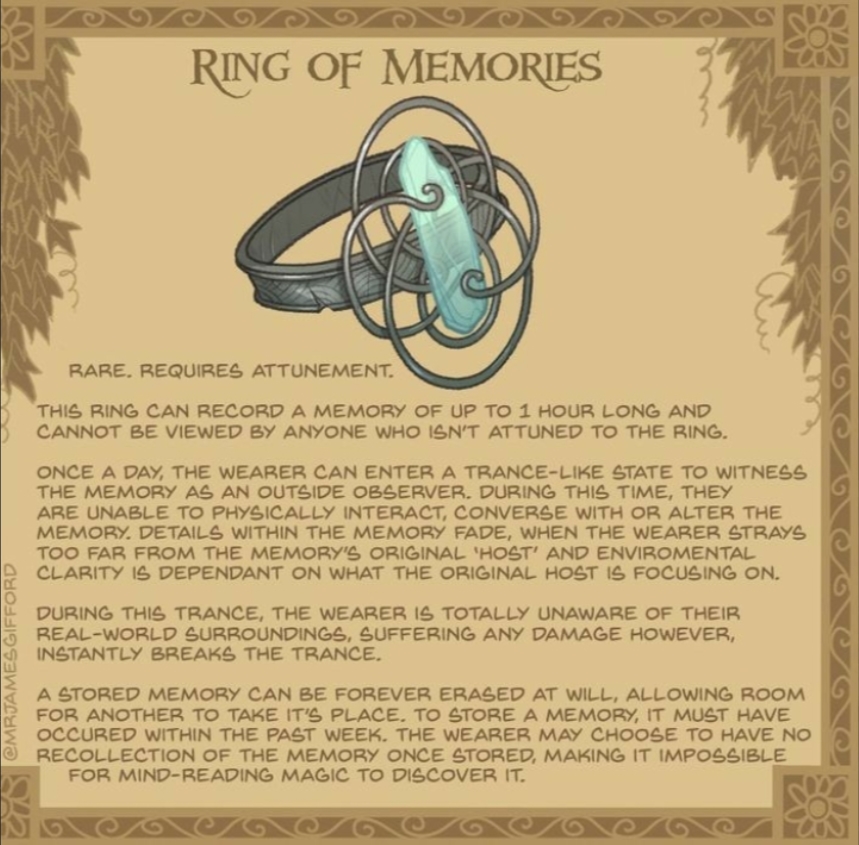 RING OF MEMORIES
RARE. REQUIRES ATTUNEMENT.
THIS RING CAN RECORD A MEMORY OF UP TO 1 HOUR LONG AND
CANNOT BE VIEWED BY ANYONE WHO ISN'T ATTUNED TO THE RING.
ONCE A DAY, THE WEARER CAN ENTER A TRANCE-LIKE STATE TO WITNESS
THE MEMORY AS AN OUTSIDE OBSERVER. DURING THIS TIME, THEY
ARE UNABLE TO PHYSICALLY INTERACT, CONVERSE WITH OR ALTER THE
MEMORY. DETAILS WITHIN THE MEMORY FADE, WHEN THE WEARER STRAYS
TOO FAR FROM THE MEMORY'S ORIGINAL 'HOST' AND ENVIROMENTAL
CLARITY IS DEPENDANT ON WHAT THE ORIGINAL HOST IS FOCUSING ON.
DURING THIS TRANCE, THE WEARER IS TOTALLY UNAWARE OF THEIR
REAL-WORLD SURROUNDINGS, SUFFERING ANY DAMAGE HOWEVER,
INSTANTLY BREAKS THE TRANCE.
A STORED MEMORY CAN BE FOREVER ERASED AT WILL, ALLOWING ROOM
FOR ANOTHER TO TAKE IT'S PLACE. TO STORE A MEMORY, IT MUST HAVE
OCCURED WITHIN THE PAST WEEK. THE WEARER MAY CHOOSE TO HAVE NO
RECOLLECTION OF THE MEMORY ONCE STORED, MAKING IT IMPOSSIBLE
FOR MIND-READING MAGIC TO DISCOVER IT.
@MRJAMESGIFFORD